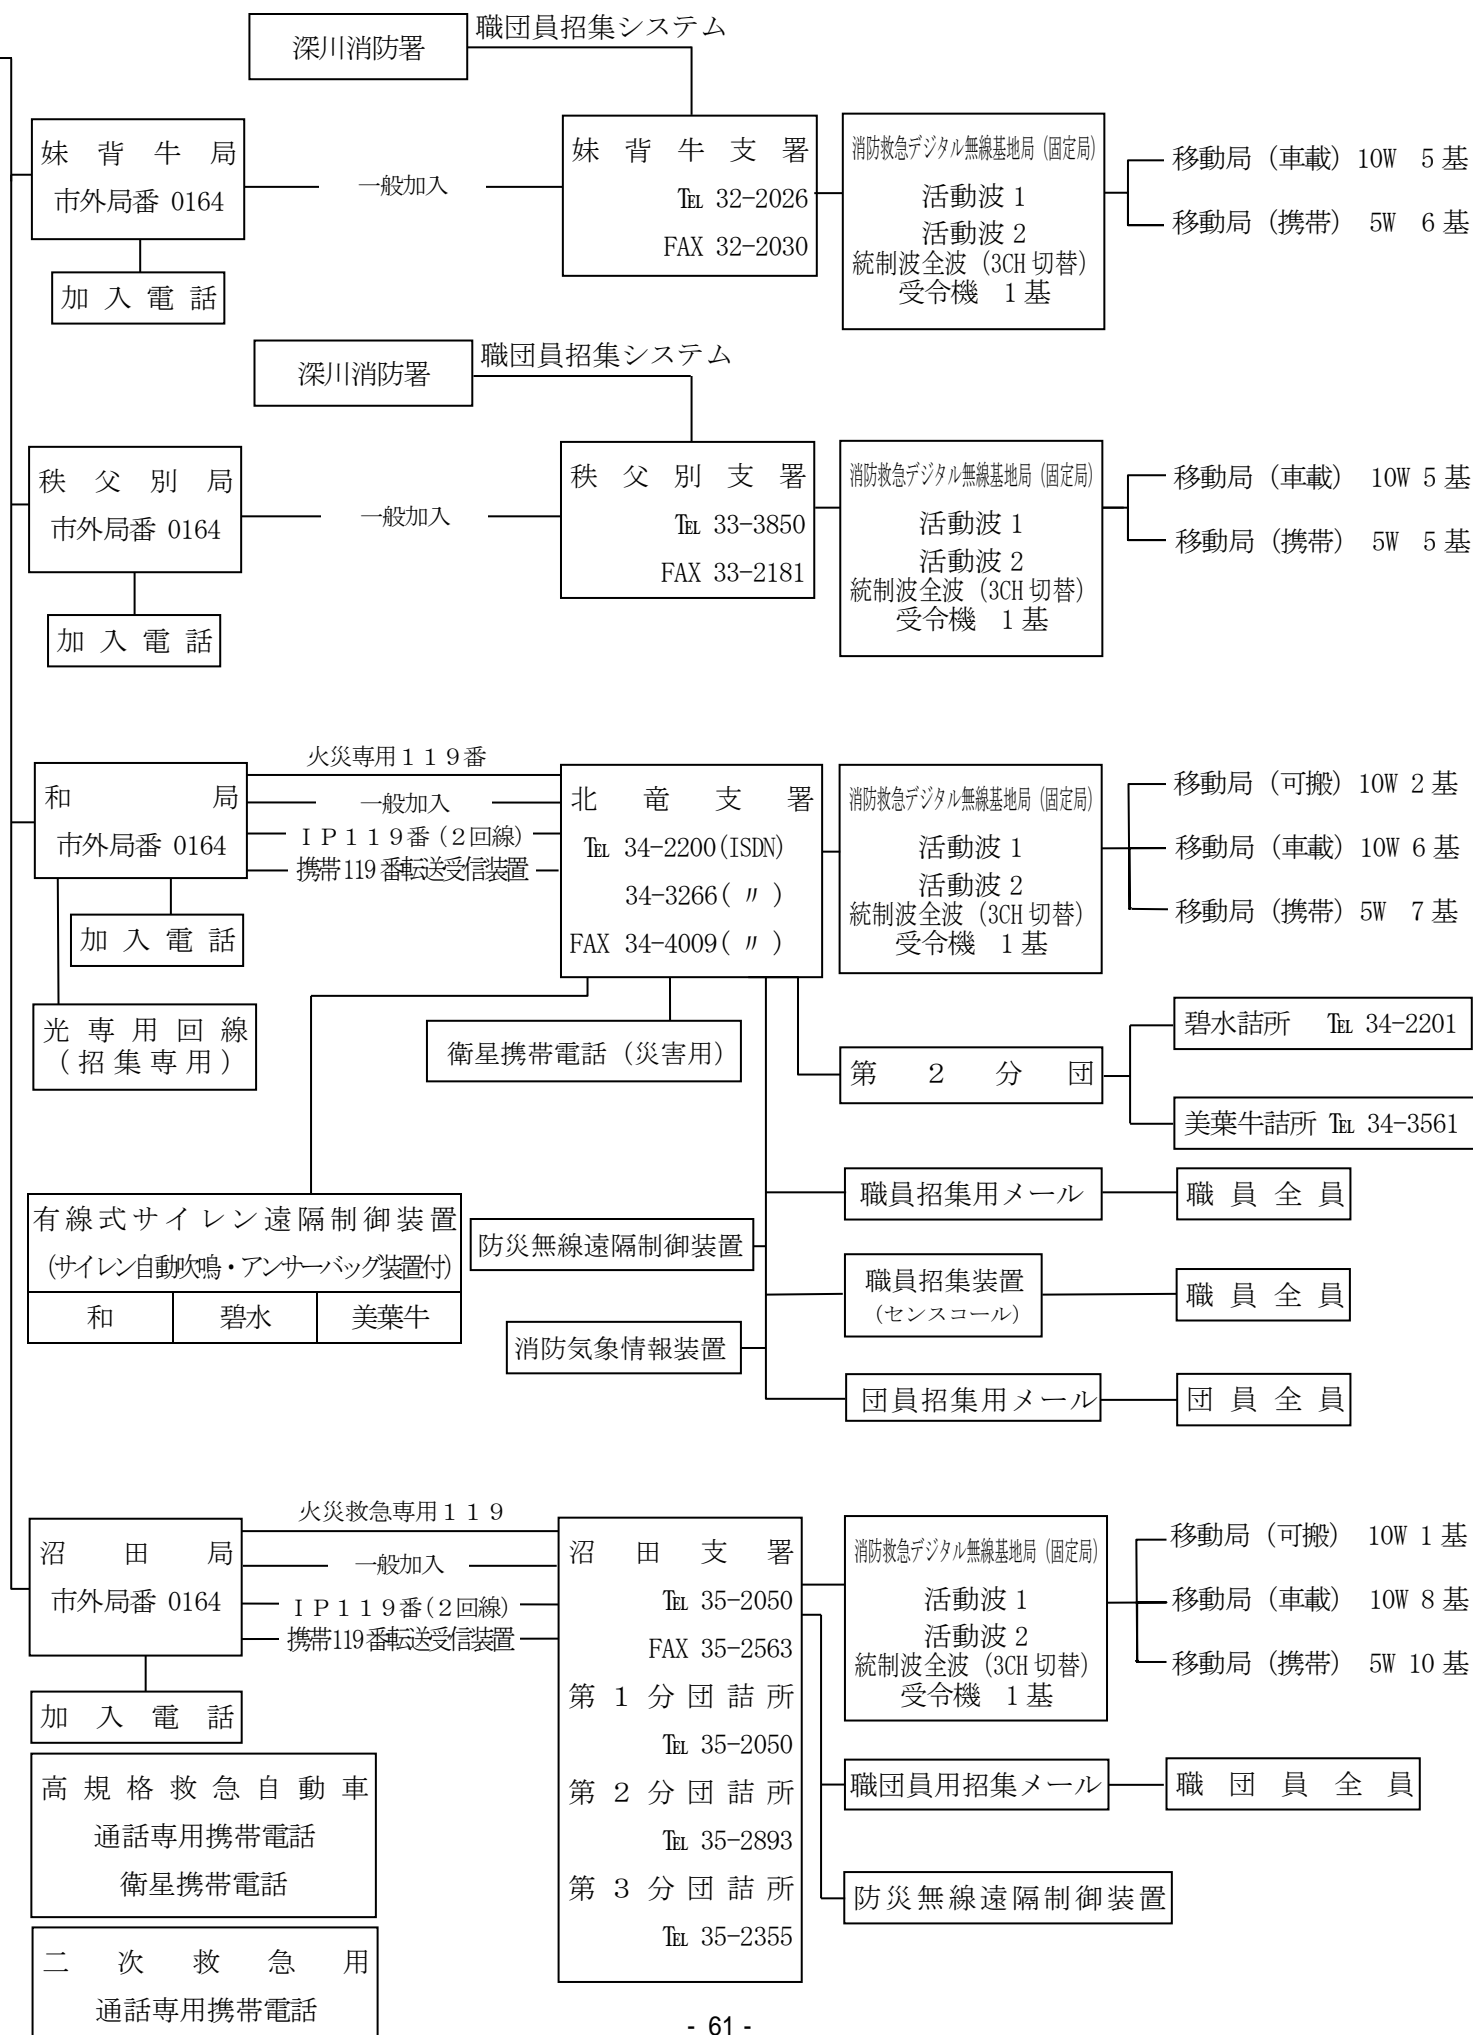 深川消防署
職団員招集システム
妹背牛局
市外局番 0164
加入電話
一般加入
妹背牛支署
℡ 32-2026
FAX 32-2030
消防救急デジタル無線基地局（固定局）
活動波 1
活動波 2
統制波全波（3CH 切替）
受令機　1 基
移動局（車載）10W　5 基
移動局（携帯）　5W　6 基
深川消防署
職団員招集システム
秩父別局
市外局番 0164
加入電話
一般加入
秩父別支署
℡ 33-3850
FAX 33-2181
消防救急デジタル無線基地局（固定局）
活動波 1
活動波 2
統制波全波（3CH 切替）
受令機　1 基
移動局（車載）　10W 5 基
移動局（携帯）　5W　5 基
和局
市外局番 0164
加入電話
光専用回線
（招集専用）
火災専用１１９番
一般加入
ＩＰ１１９番（２回線）
携帯119番転送受信装置
北竜支署
℡ 34-2200(ISDN)
34-3266(〃)
FAX 34-4009(〃)
消防救急デジタル無線基地局（固定局）
活動波 1
活動波 2
統制波全波（3CH 切替）
受令機　1 基
移動局（可搬）10W 2 基
移動局（車載）10W 6 基
移動局（携帯）5W　7 基
衛星携帯電話（災害用）
第２分団
碧水詰所　℡ 34-2201
美葉牛詰所 ℡ 34-3561
有線式サイレン遠隔制御装置
（サイレン自動吹鳴・アンサーバッグ装置付）
和　碧水　美葉牛
防災無線遠隔制御装置
消防気象情報装置
職員招集用メール
職員全員
職員招集装置
（センスコール）
職員全員
団員招集用メール
団員全員
沼田局
市外局番 0164
加入電話
火災救急専用１１９
一般加入
ＩＰ１１９番（２回線）
携帯119番転送受信装置
沼田支署
℡ 35-2050
FAX 35-2563
第１分団詰所
℡ 35-2050
第２分団詰所
℡ 35-2893
第３分団詰所
℡ 35-2355
消防救急デジタル無線基地局（固定局）
活動波 1
活動波 2
統制波全波（3CH 切替）
受令機　1 基
移動局（可搬）　10W 1 基
移動局（車載）　10W 8 基
移動局（携帯）　5W 10 基
職団員用招集メール
職団員全員
防災無線遠隔制御装置
高規格救急自動車
通話専用携帯電話
衛星携帯電話
二次救急用
通話専用携帯電話
- 61 -